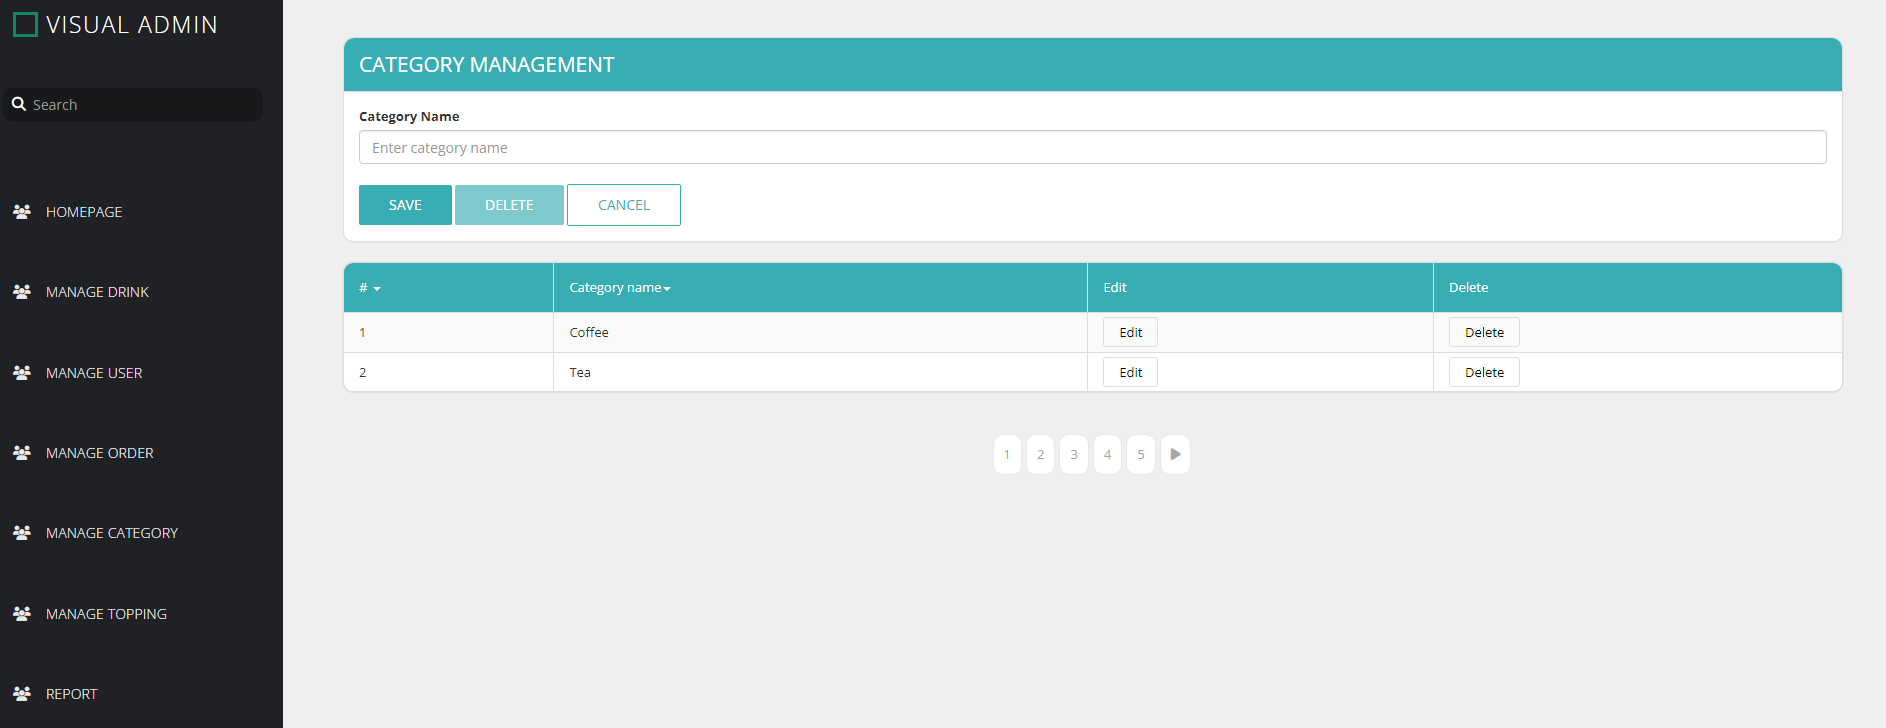 VISUAL ADMIN
Search
HOMEPAGE
MANAGE DRINK
MANAGE USER
MANAGE ORDER
MANAGE CATEGORY
MANAGE TOPPING
REPORT
CATEGORY MANAGEMENT
Category Name
Enter category name
SAVE DELETE CANCEL
# Category name Edit Delete
1 Coffee Edit Delete
2 Tea Edit Delete
1 2 3 4 5